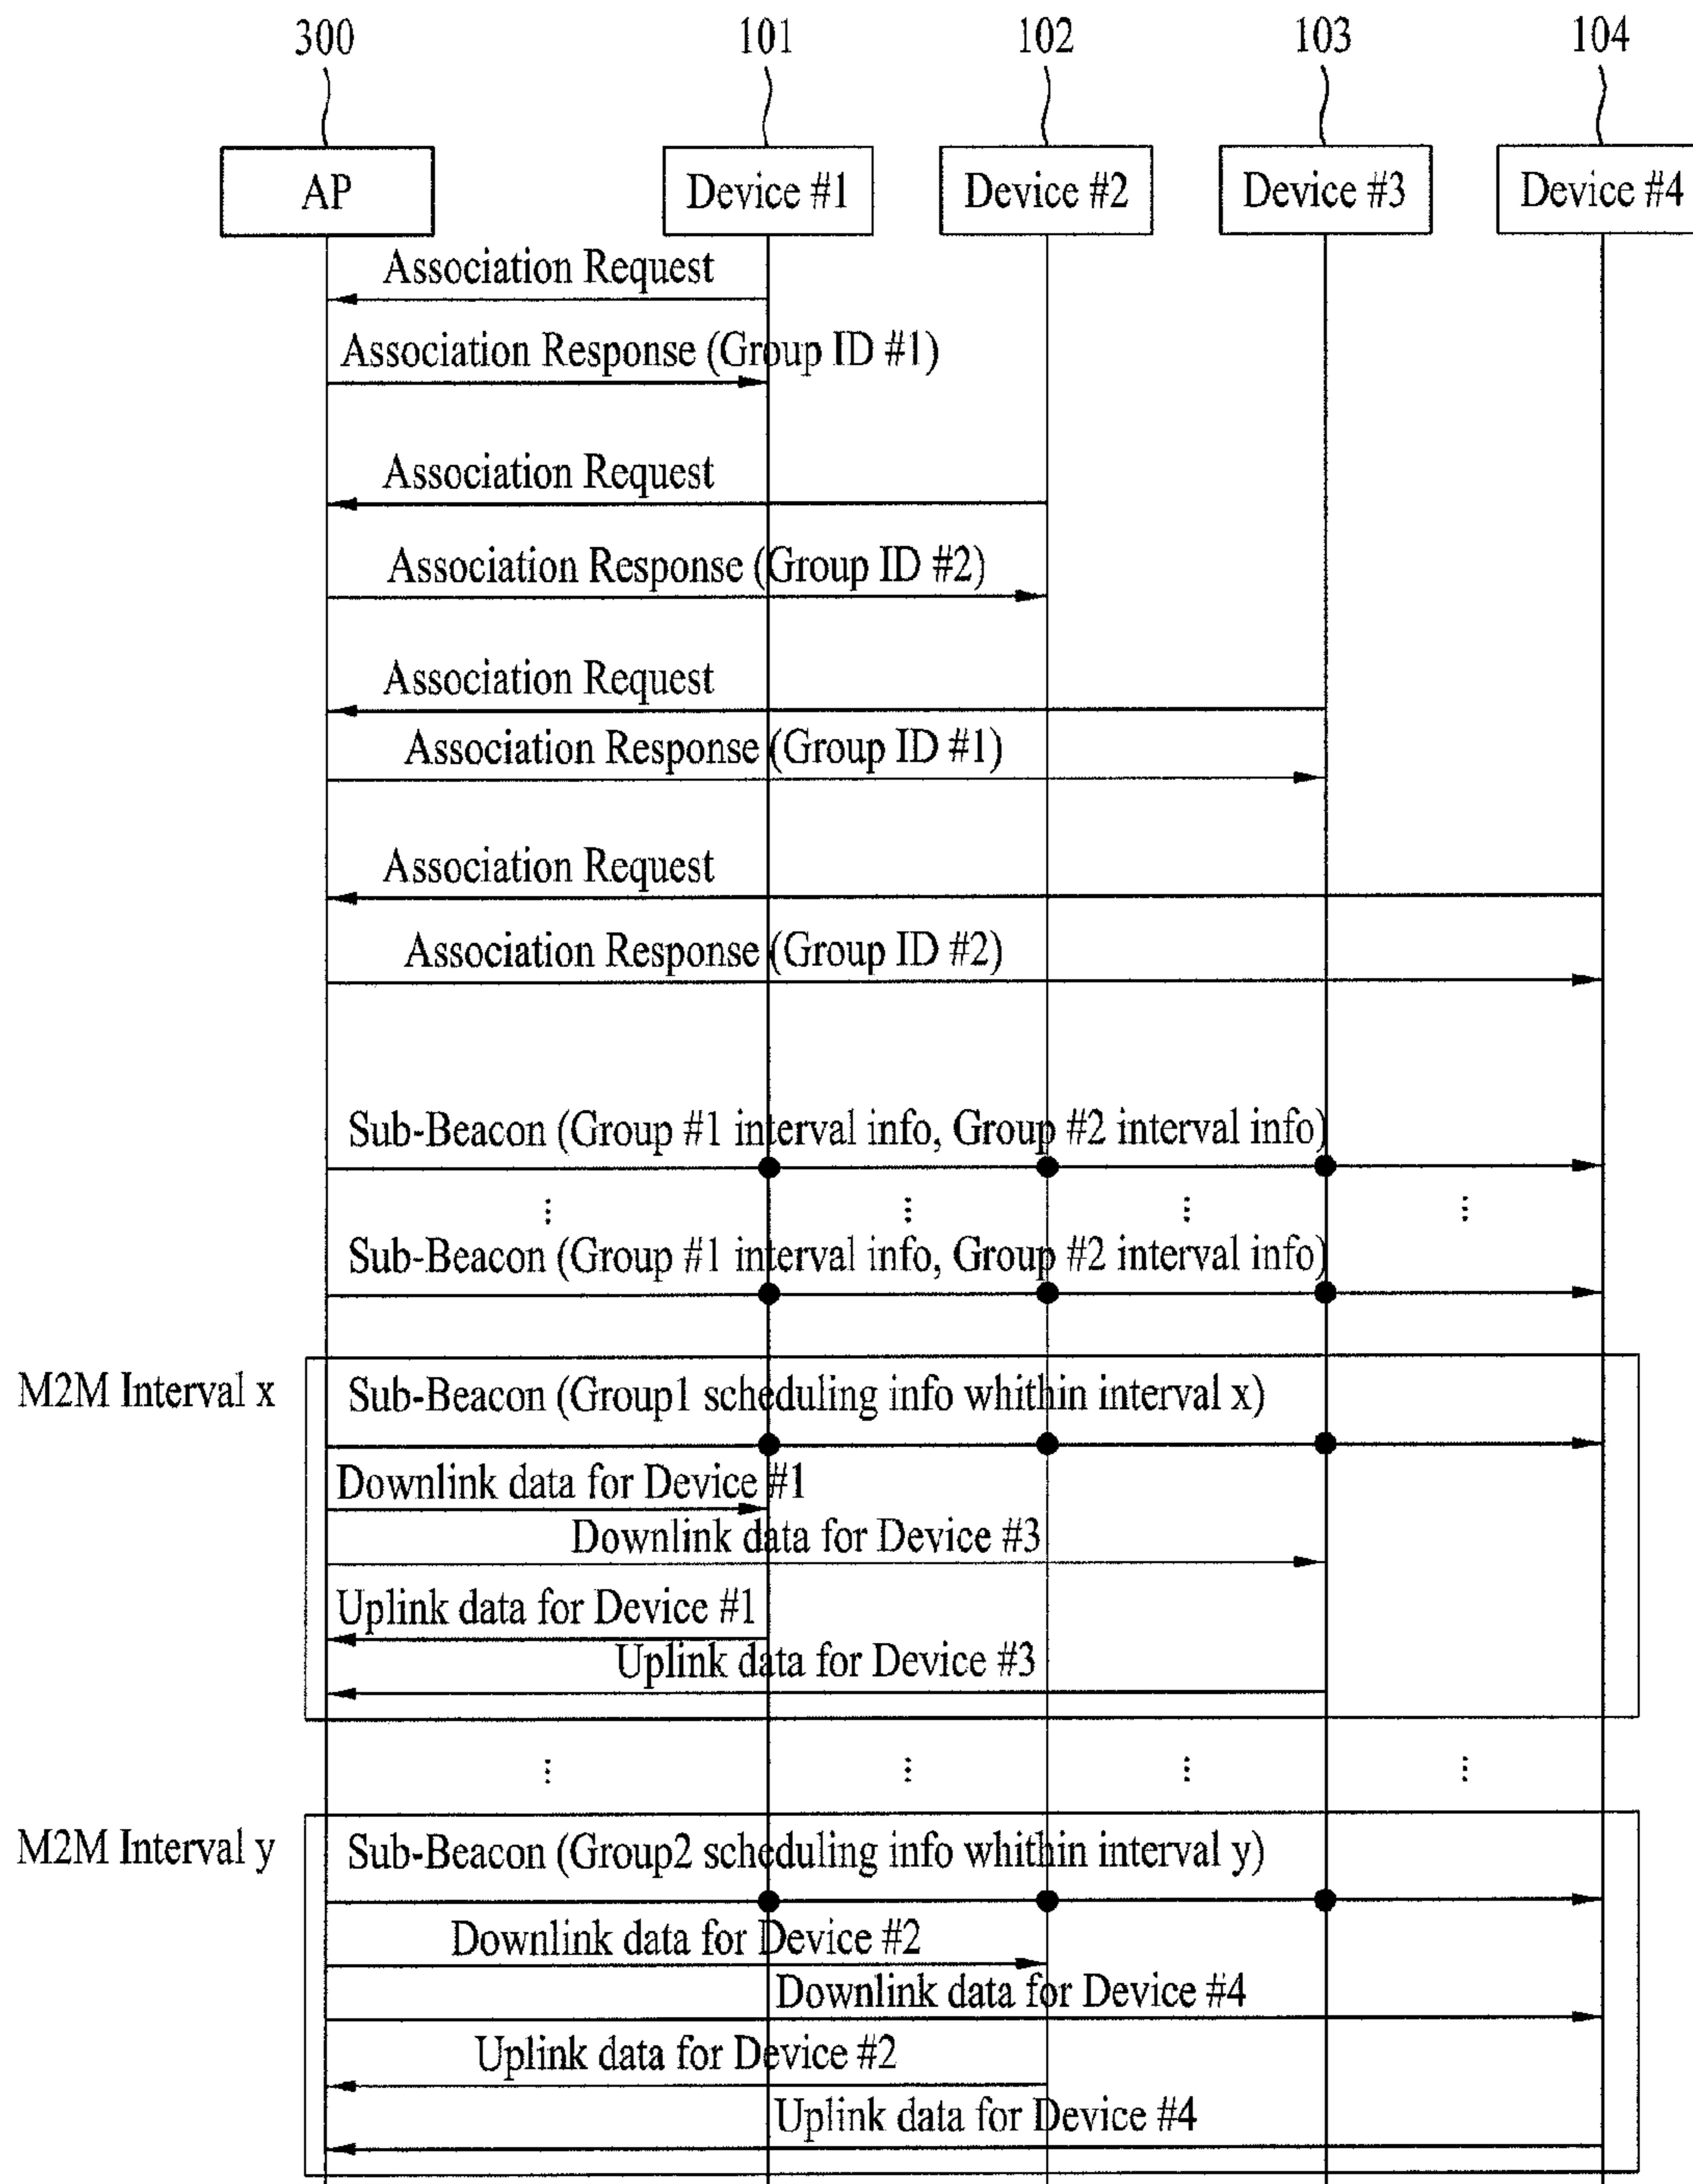 300 101 102 103 104
AP Device #1 Device #2 Device #3 Device #4
Association Request
Association Response (Group ID #1)
Association Request
Association Response (Group ID #2)
Association Request
Association Response (Group ID #1)
Association Request
Association Response (Group ID #2)
Sub-Beacon (Group #1 interval info, Group #2 interval info)
Sub-Beacon (Group #1 interval info, Group #2 interval info)
M2M Interval x
Sub-Beacon (Group1 scheduling info whithin interval x)
Downlink data for Device #1
Downlink data for Device #3
Uplink data for Device #1
Uplink data for Device #3
M2M Interval y
Sub-Beacon (Group2 scheduling info whithin interval y)
Downlink data for Device #2
Downlink data for Device #4
Uplink data for Device #2
Uplink data for Device #4